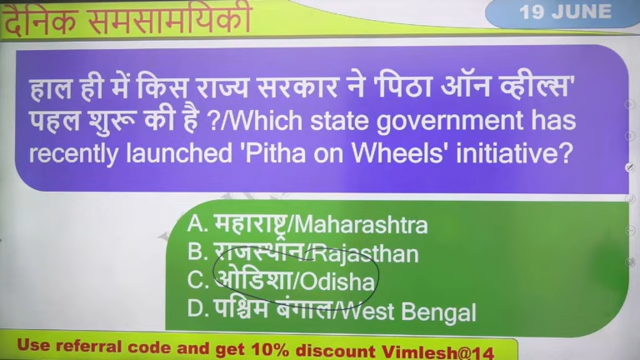 दैनिक समसामयिकी
19 JUNE
हाल ही में किस राज्य सरकार ने 'पिठा ऑन व्हील्स'
पहल शुरू की है ?/Which state government has
recently launched 'Pitha on Wheels' initiative?
A. महाराष्ट्र/Maharashtra
B. राजस्थान/Rajasthan
C. ओडिशा/Odisha
D. पश्चिम बंगाल/West Bengal
Use referral code and get 10% discount Vimlesh@14